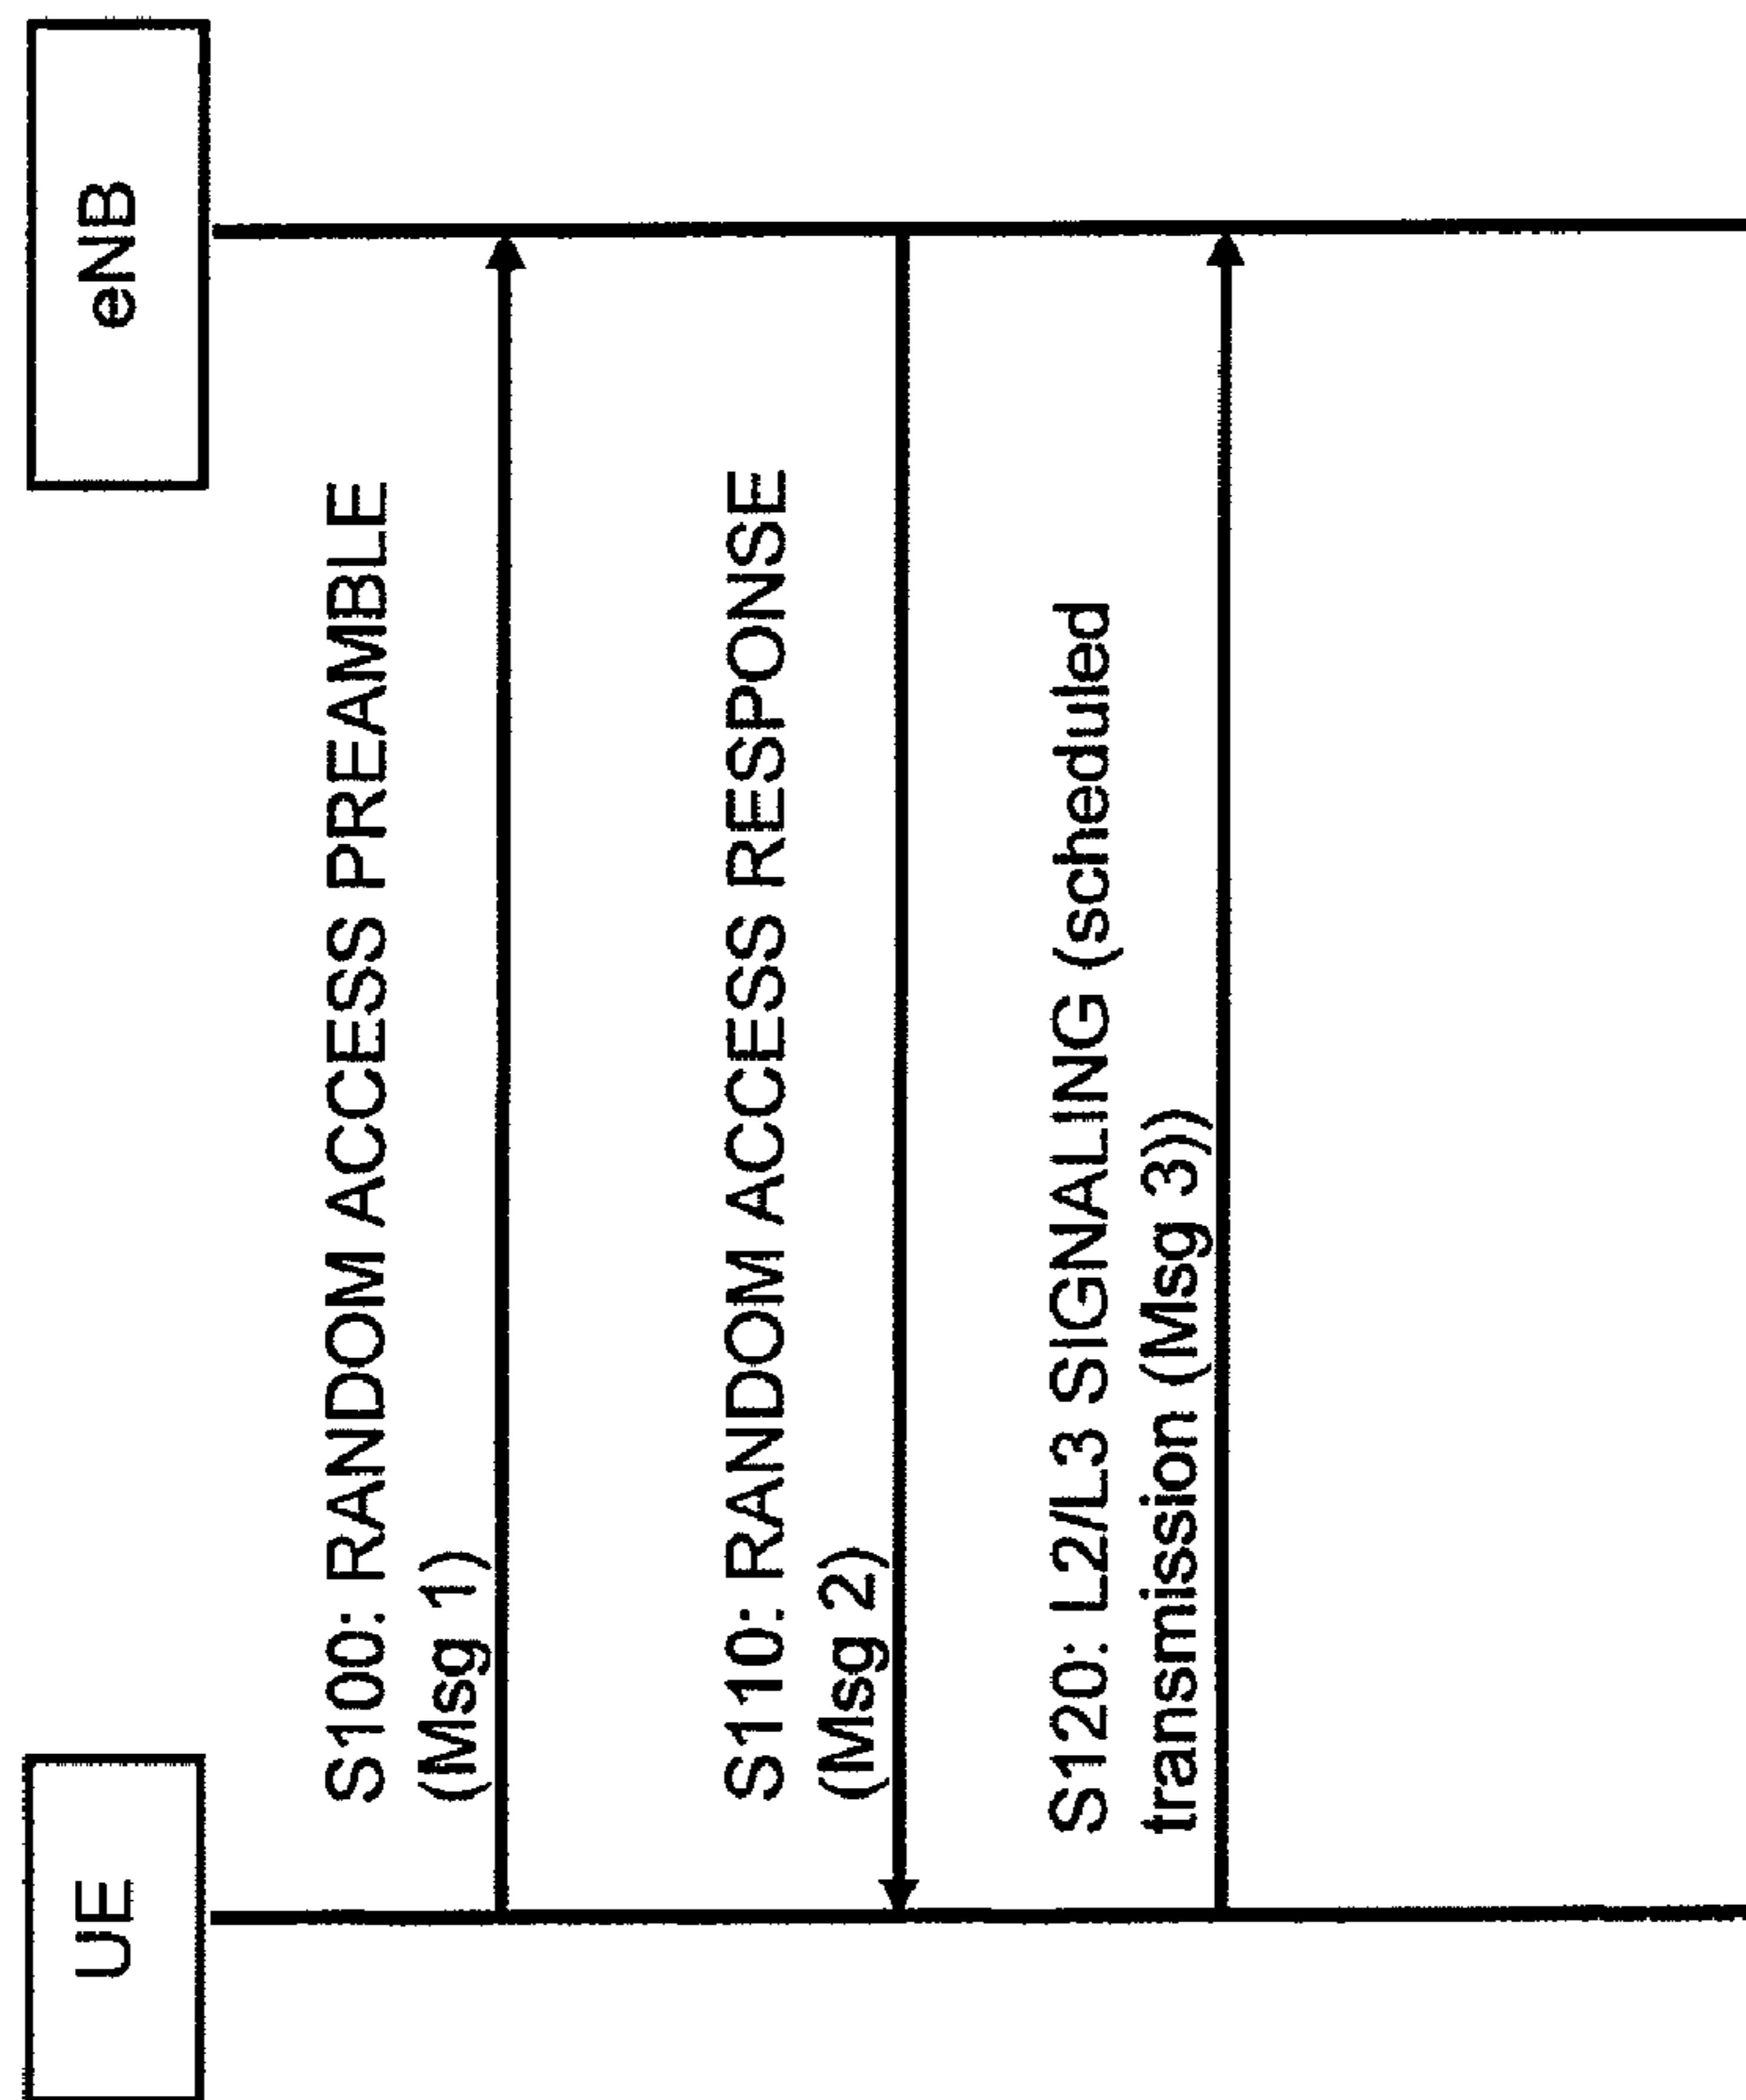 UE
eNB
S100: RANDOM ACCESS PREAMBLE
(Msg 1)
S110: RANDOM ACCESS RESPONSE
(Msg 2)
S120: L2/L3 SIGNALING (scheduled
transmission (Msg 3))